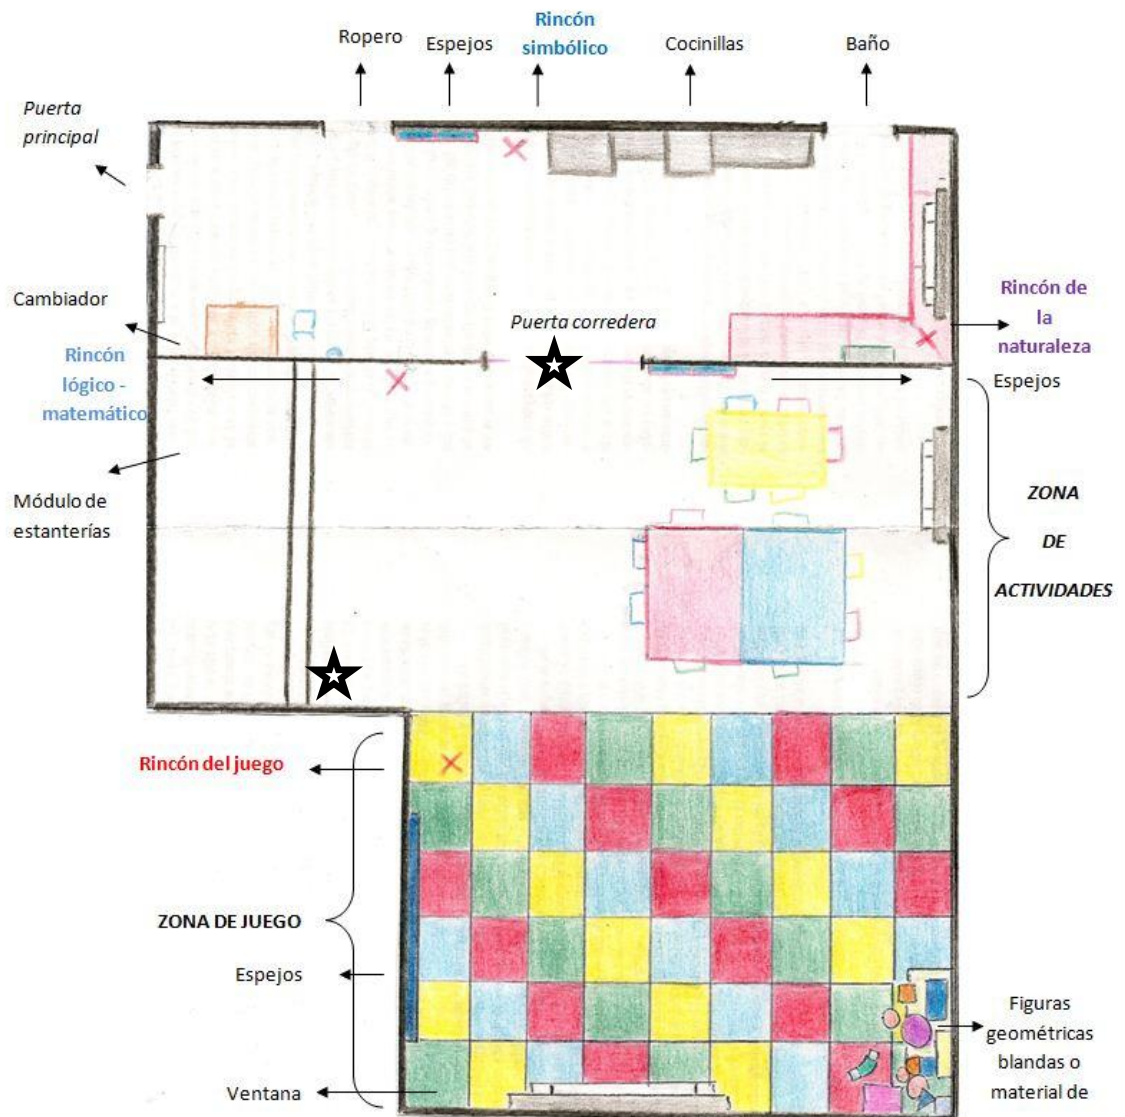 Ropero
Espejos
Rincón
simbólico
Cocinillas
Baño
Puerta
principal
Cambiador
Puerta corredera
Rincón de
la
naturaleza
Rincón
lógico -
matemático
Espejos
Módulo de
estanterías
ZONA
DE
ACTIVIDADES
Rincón del juego
ZONA DE JUEGO
Espejos
Ventana
Figuras
geométricas
blandas o
material de